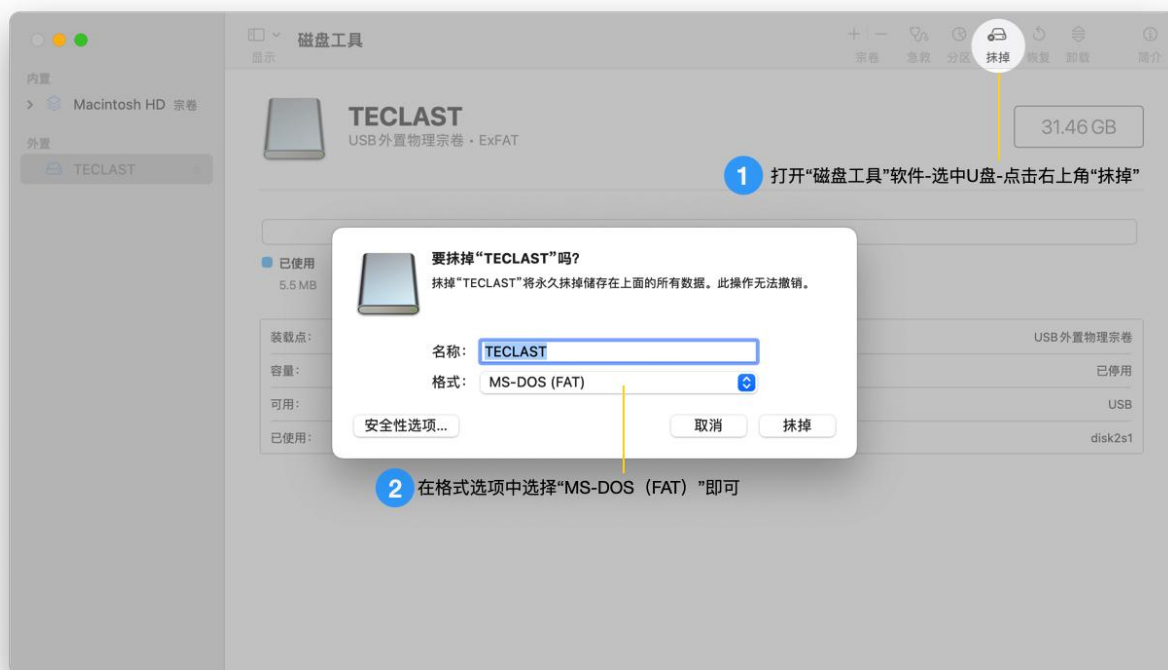 磁盘工具
显示
宗卷
急救
分区
抹掉
恢复
卸载
简介
内置
Macintosh HD 宗卷
外置
TECLAST
TECLAST
USB外置物理宗卷・ExFAT
31.46 GB
1 打开“磁盘工具”软件-选中U盘-点击右上角“抹掉”
已使用
5.5 MB
要抹掉“TECLAST”吗?
抹掉“TECLAST”将永久抹掉储存在上面的所有数据。此操作无法撤销。
名称: TECLAST
格式: MS-DOS (FAT)
安全性选项...
取消
抹掉
装载点:
USB外置物理宗卷
容量:
已停用
可用:
USB
已使用:
disk2s1
2 在格式选项中选择“MS-DOS（FAT）”即可